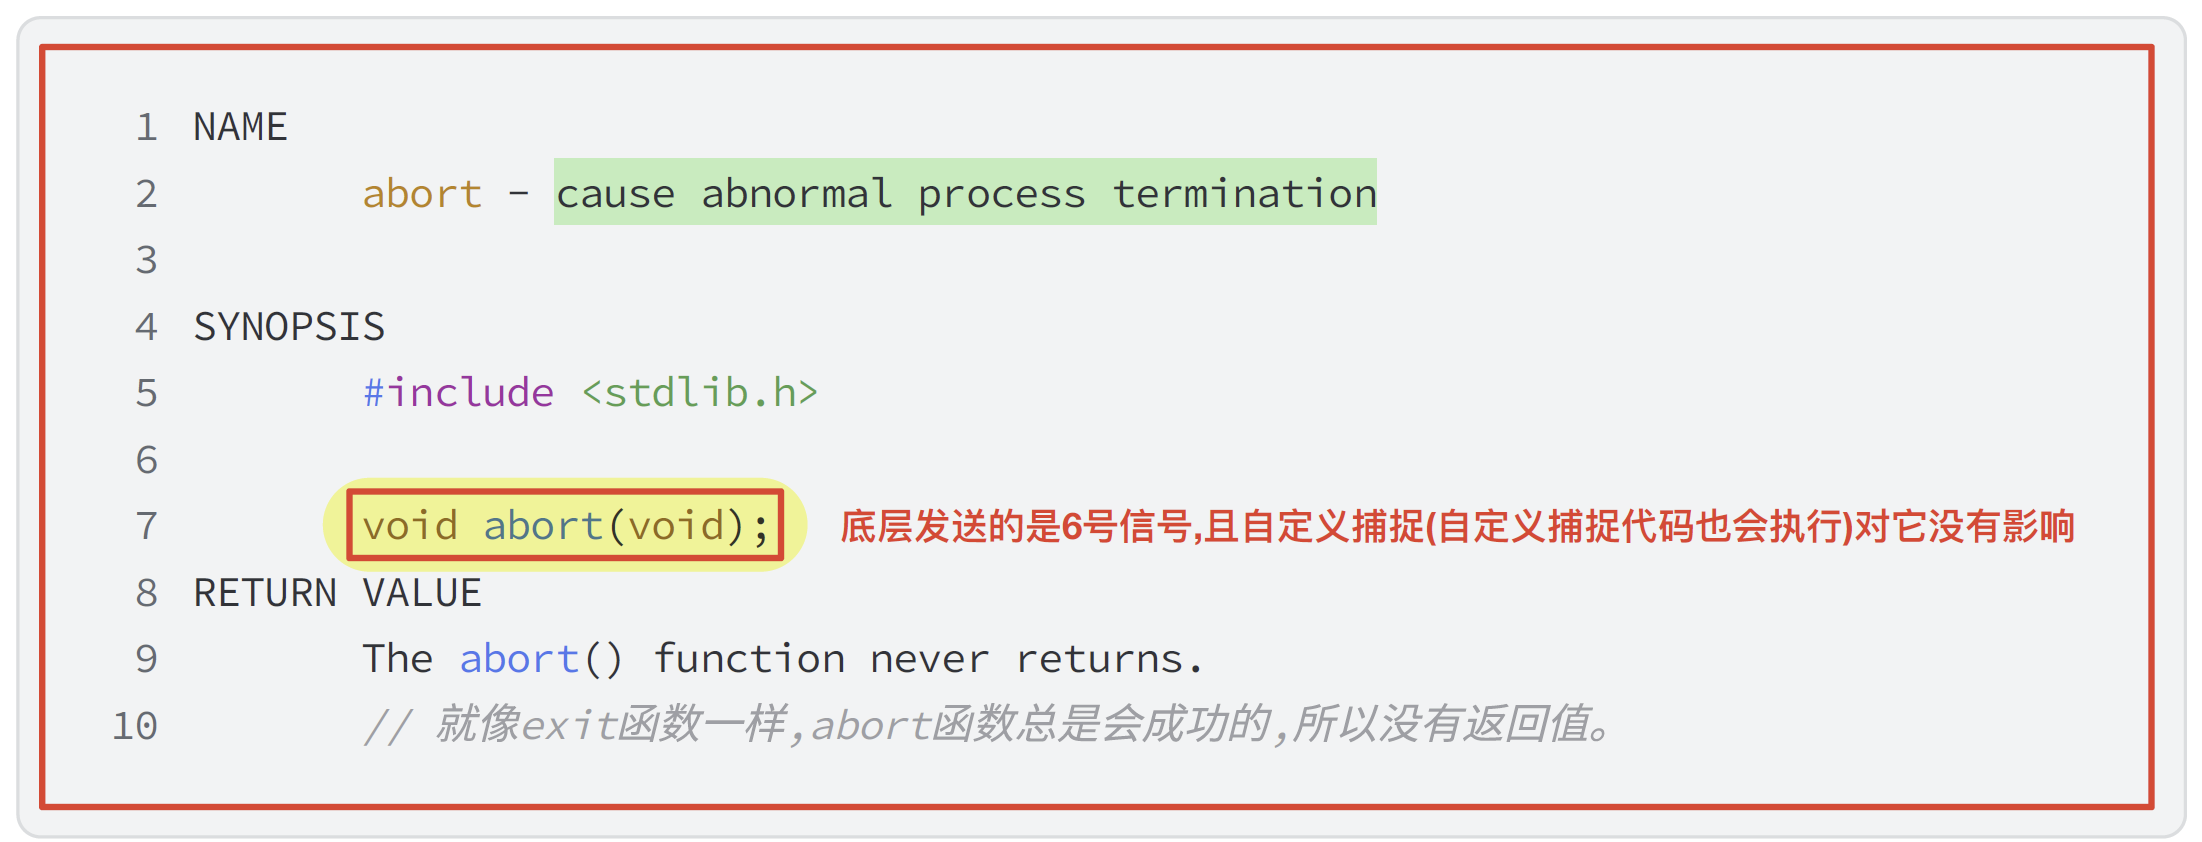 1 NAME
2 abort - cause abnormal process termination
3
4 SYNOPSIS
5 #include <stdlib.h>
6
7 void abort(void); 底层发送的是6号信号,且自定义捕捉(自定义捕捉代码也会执行)对它没有影响
8 RETURN VALUE
9 The abort() function never returns.
10 // 就像exit函数一样,abort函数总是会成功的,所以没有返回值。